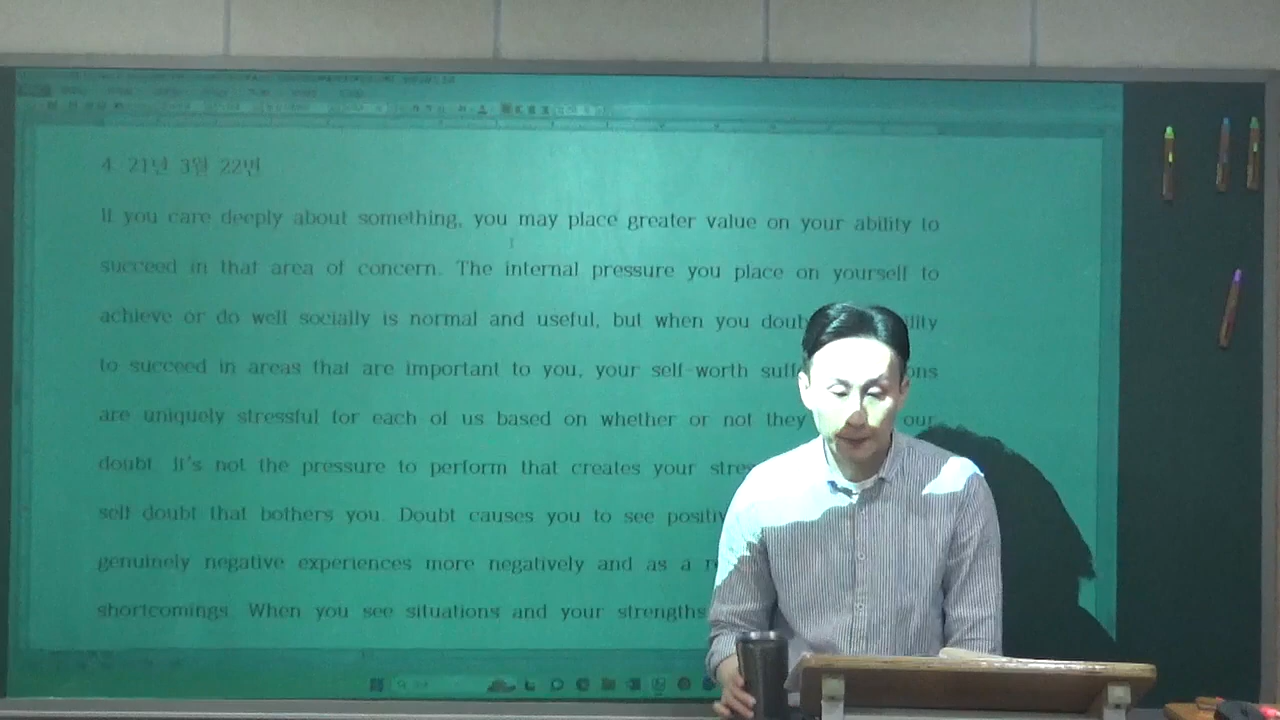 4. 21년 3월 22번
If you care deeply about something, you may place greater value on your ability to
succeed in that area of concern. The internal pressure you place on yourself to
achieve or do well socially is normal and useful, but when you
to succeed in areas that are important to you, your self-worth
are uniquely stressful for each of us based on whether or not they our
doubt. It's not the pressure to perform that creates your
self-doubt that bothers you. Doubt causes you to see
genuinely negative experiences more negatively and as a
shortcomings. When you see situations and your strengths